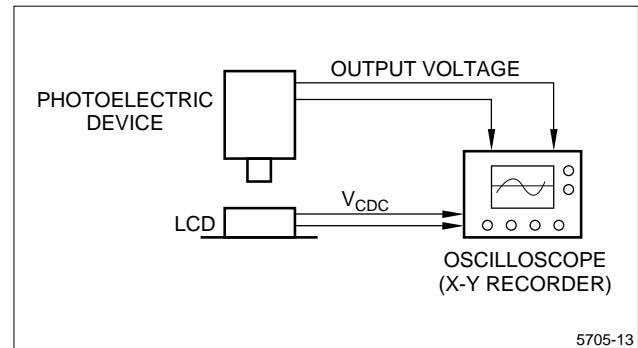 OUTPUT VOLTAGE
PHOTOELECTRIC
DEVICE
V_CDC
LCD
OSCILLOSCOPE
(X-Y RECORDER)
5705-13